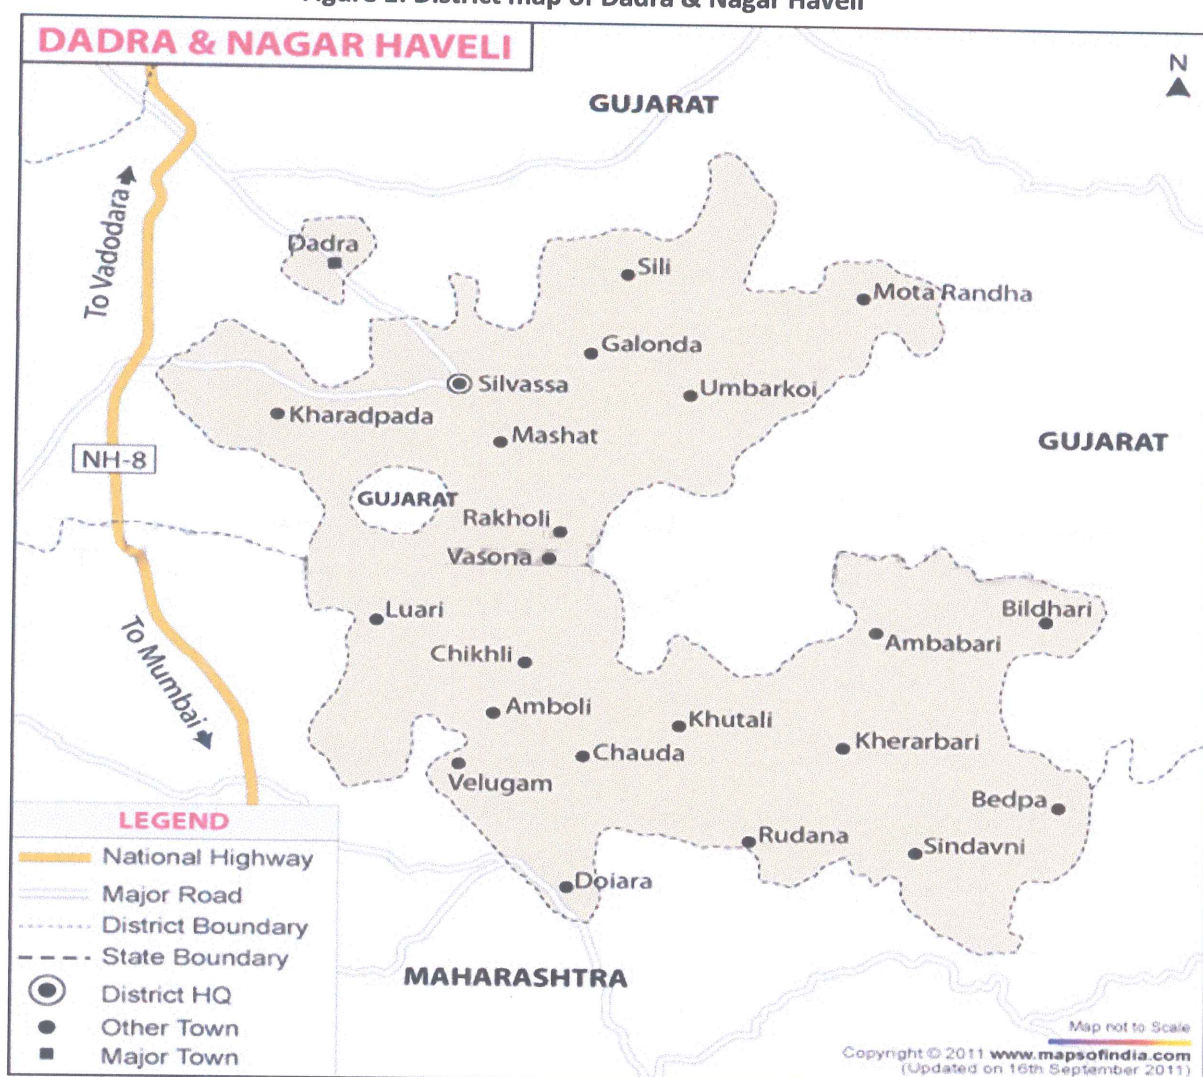 DADRA & NAGAR HAVELI
N
GUJARAT
To Vadodara
Dadra
Sili
Mota Randha
Galonda
Silvassa
Umbarkoi
Kharadpada
Mashat
GUJARAT
NH-8
GUJARAT
Rakholi
Vasona
Luari
Bildhari
Ambabari
Chikhli
To Mumbai
Amboli
Khutali
Kherarbari
Chauda
Velugam
Bedpa
Rudana
Sindavni
Doiara
MAHARASHTRA
LEGEND
National Highway
Major Road
District Boundary
State Boundary
District HQ
Other Town
Major Town
Map not to Scale
Copyright © 2011 www.mapsofindia.com
(Updated on 16th September 2011)